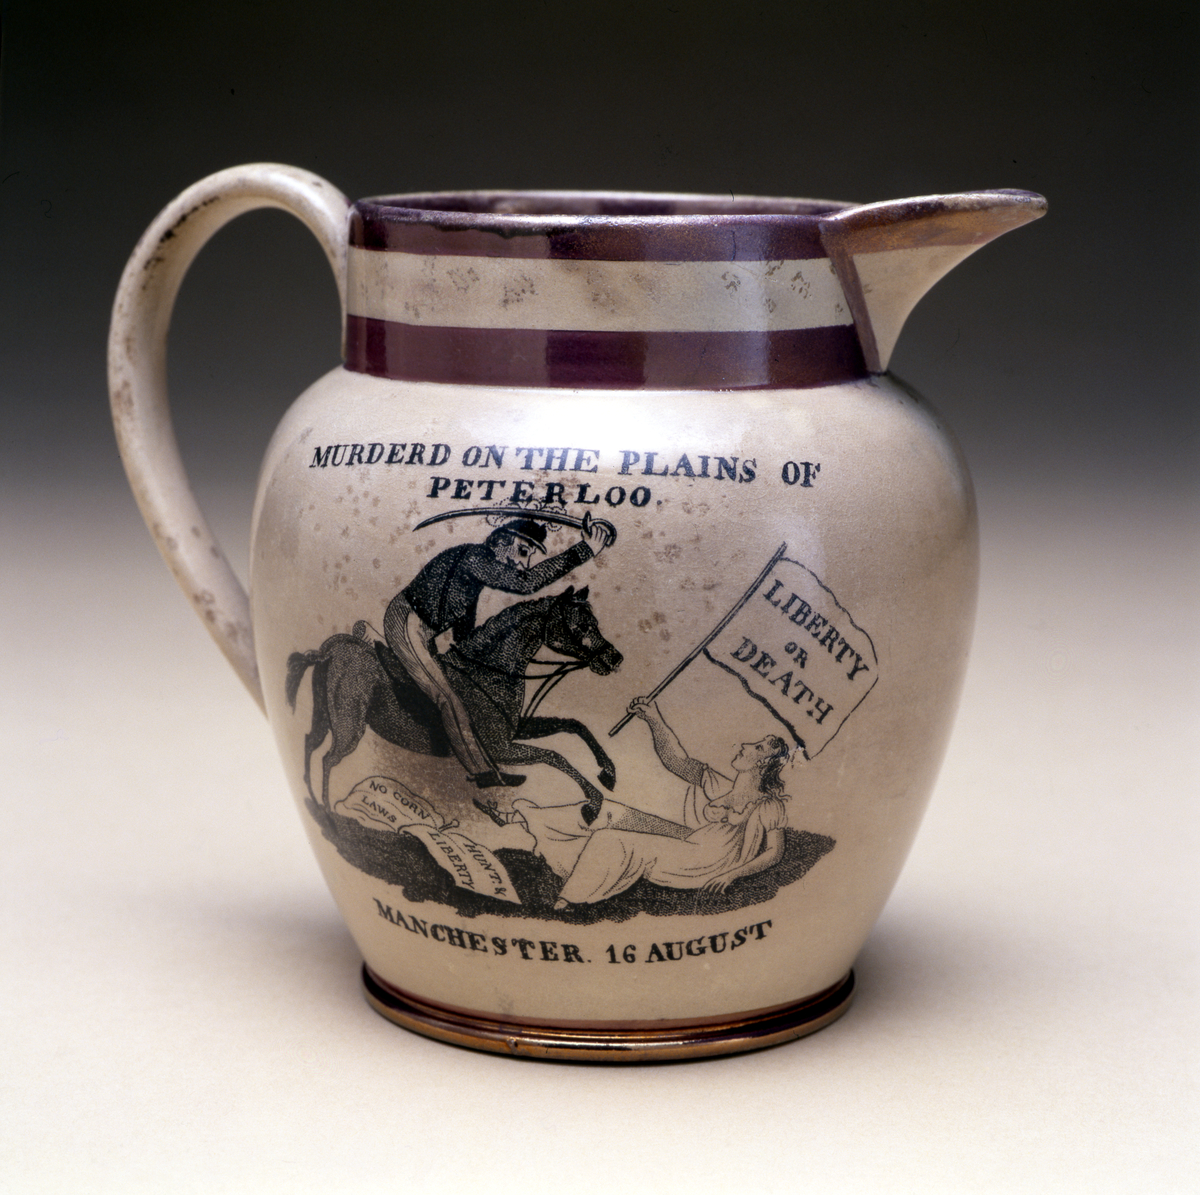 MURDERD ON THE PLAINS OF
PETERLOO.
LIBERTY
OR
DEATH
NO CORN
LAWS
HUNT &
LIBERTY
MANCHESTER. 16 AUGUST